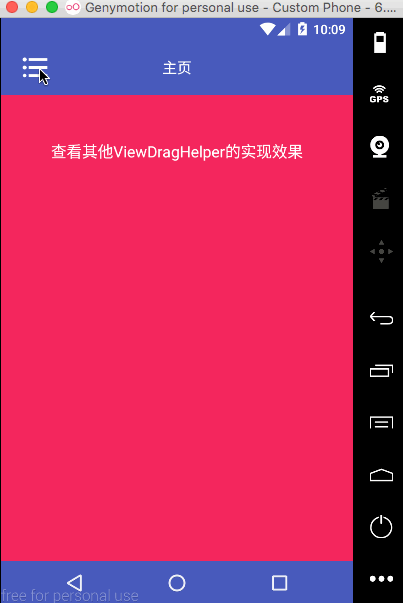 Genymotion for personal use - Custom Phone - 6....
10:09
主页
GPS
查看其他ViewDragHelper的实现效果
free for personal use